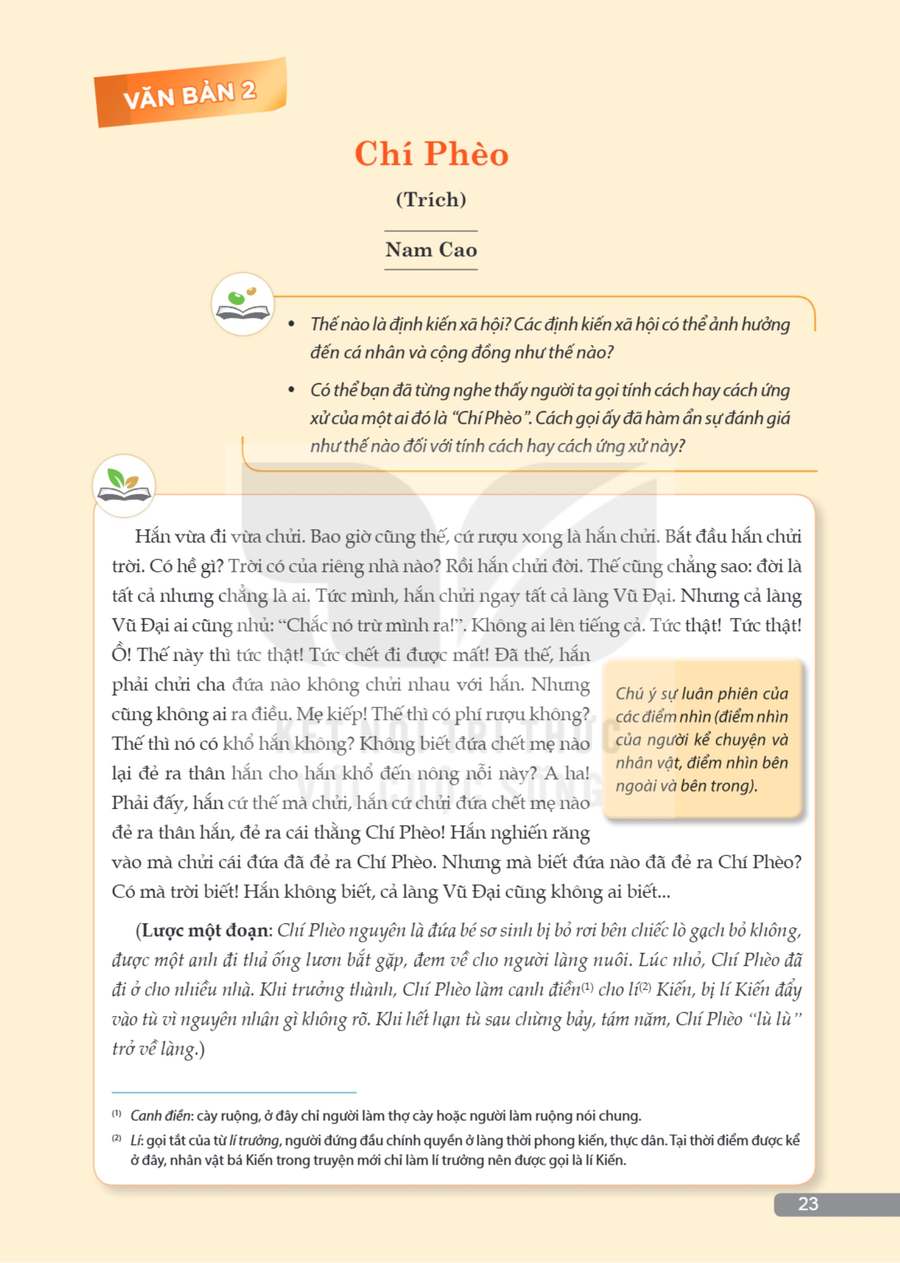 VĂN BẢN 2
Chí Phèo
(Trích)
Nam Cao
• Thế nào là định kiến xã hội? Các định kiến xã hội có thể ảnh hưởng
đến cá nhân và cộng đồng như thế nào?
• Có thể bạn đã từng nghe thấy người ta gọi tính cách hay cách ứng
xử của một ai đó là “Chí Phèo”. Cách gọi ấy đã hàm ẩn sự đánh giá
như thế nào đối với tính cách hay cách ứng xử này?
Hắn vừa đi vừa chửi. Bao giờ cũng thế, cứ rượu xong là hắn chửi. Bắt đầu hắn chửi
trời. Có hề gì? Trời có của riêng nhà nào? Rồi hắn chửi đời. Thế cũng chẳng sao: đời là
tất cả nhưng chẳng là ai. Tức mình, hắn chửi ngay tất cả làng Vũ Đại. Nhưng cả làng
Vũ Đại ai cũng nhủ: “Chắc nó trừ mình ra!”. Không ai lên tiếng cả. Tức thật! Tức thật!
Ồ! Thế này thì tức thật! Tức chết đi được mất! Đã thế, hắn
phải chửi cha đứa nào không chửi nhau với hắn. Nhưng
cũng không ai ra điều. Mẹ kiếp! Thế thì có phí rượu không?
Thế thì nó có khổ hắn không? Không biết đứa chết mẹ nào
lại đẻ ra thân hắn cho hắn khổ đến nông nỗi này? A ha!
Phải đấy, hắn cứ thế mà chửi, hắn cứ chửi đứa chết mẹ nào
đẻ ra thân hắn, đẻ ra cái thằng Chí Phèo! Hắn nghiến răng
vào mà chửi cái đứa đã đẻ ra Chí Phèo. Nhưng mà biết đứa nào đã đẻ ra Chí Phèo?
Có mà trời biết! Hắn không biết, cả làng Vũ Đại cũng không ai biết...
Chú ý sự luân phiên của
các điểm nhìn (điểm nhìn
của người kể chuyện và
nhân vật, điểm nhìn bên
ngoài và bên trong).
(Lược một đoạn: Chí Phèo nguyên là đứa bé sơ sinh bị bỏ rơi bên chiếc lò gạch bỏ không,
được một anh đi thả ống lươn bắt gặp, đem về cho người làng nuôi. Lúc nhỏ, Chí Phèo đã
đi ở cho nhiều nhà. Khi trưởng thành, Chí Phèo làm canh điền(1) cho lí(2) Kiến, bị lí Kiến đẩy
vào tù vì nguyên nhân gì không rõ. Khi hết hạn tù sau chừng bảy, tám năm, Chí Phèo “lù lù”
trở về làng.)
(1) Canh điền: cày ruộng, ở đây chỉ người làm thợ cày hoặc người làm ruộng nói chung.
(2) Lí: gọi tắt của từ lí trưởng, người đứng đầu chính quyền ở làng thời phong kiến, thực dân. Tại thời điểm được kể
ở đây, nhân vật bá Kiến trong truyện mới chỉ làm lí trưởng nên được gọi là lí Kiến.
KẾT NỐI TRI THỨC
VỚI CUỘC SỐNG
23